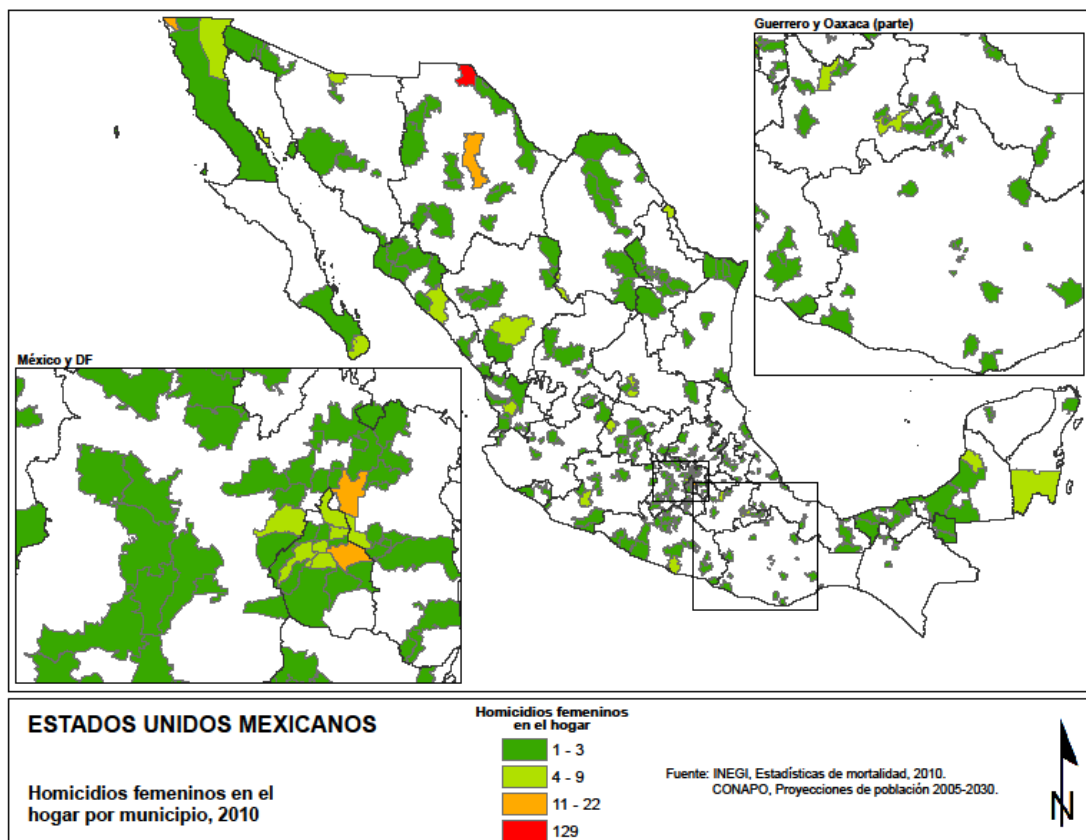 Guerrero y Oaxaca (parte)
México y DF
ESTADOS UNIDOS MEXICANOS
Homicidios femeninos en el
hogar por municipio, 2010
Homicidios femeninos
en el hogar
1 - 3
4 - 9
11 - 22
129
Fuente: INEGI, Estadísticas de mortalidad, 2010.
CONAPO, Proyecciones de población 2005-2030.
N